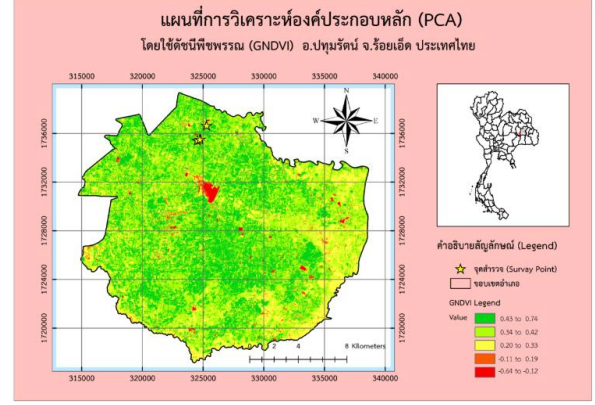 แผนที่การวิเคราะห์องค์ประกอบหลัก (PCA)
โดยใช้ดัชนีพืชพรรณ (GNDVI) อ.ปทุมรัตน์ จ.ร้อยเอ็ด ประเทศไทย
315000 320000 325000 330000 335000 340000
1736000 1736000
1732000 1732000
1728000 1728000
1724000 1724000
1720000 1720000
N
W E
S
2 4 8 Kilometers
315000 320000 325000 330000 335000 340000
คำอธิบายสัญลักษณ์ (Legend)
จุดสำรวจ (Survay Point)
ขอบเขตอำเภอ
GNDVI Legend
Value
0.43 to 0.74
0.34 to 0.42
0.20 to 0.33
-0.11 to 0.19
-0.64 to -0.12